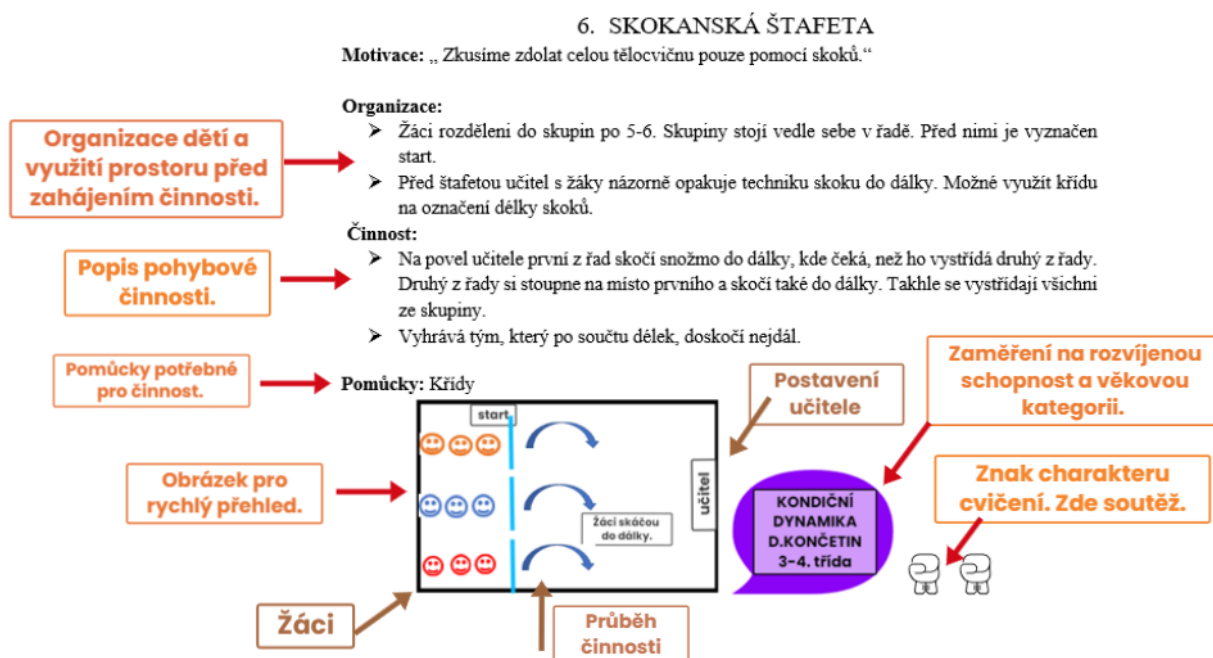 6. SKOKANSKÁ ŠTAFETA
Motivace: „ Zkusíme zdolat celou tělocvičnu pouze pomocí skoků.“
Organizace:
Organizace dětí a
využití prostoru před
zahájením činnosti.
➢ Žáci rozděleni do skupin po 5-6. Skupiny stojí vedle sebe v řadě. Před nimi je vyznačen
start.
➢ Před štafetou učitel s žáky názorně opakuje techniku skoku do dálky. Možné využít křídu
na označení délky skoků.
Činnost:
Popis pohybové
činnosti.
➢ Na povel učitele první z řad skočí snožmo do dálky, kde čeká, než ho vystřídá druhý z řady.
Druhý z řady si stoupne na místo prvního a skočí také do dálky. Takhle se vystřídají všichni
ze skupiny.
➢ Vyhrává tým, který po součtu délek, doskočí nejdál.
Pomůcky potřebné
pro činnost.
Pomůcky: Křídy
Postavení
učitele
Zaměření na rozvíjenou
schopnost a věkovou
kategorii.
Obrázek pro
rychlý přehled.
start
Žáci skáčou
do dálky.
učitel
KONDIČNÍ
DYNAMIKA
D.KONČETIN
3-4. třída
Znak charakteru
cvičení. Zde soutěž.
Žáci
Průběh
činnosti